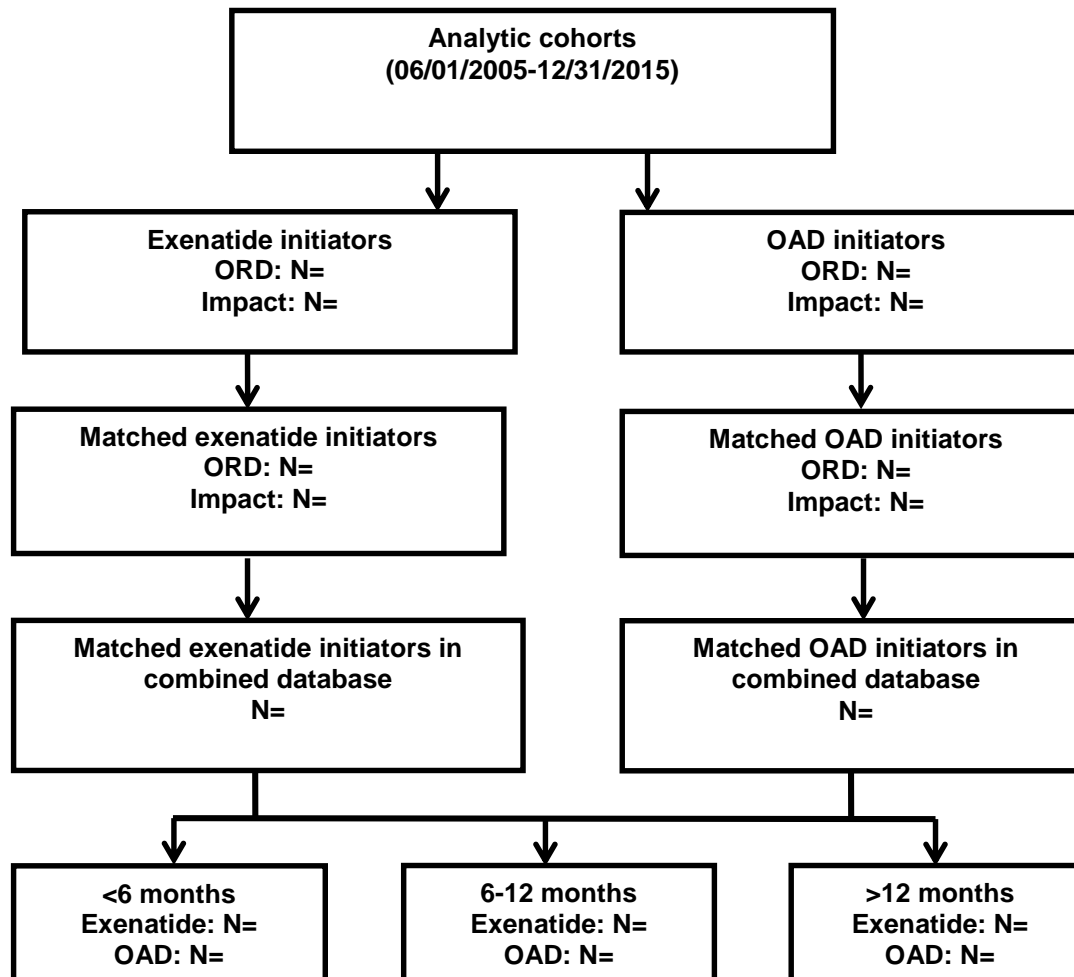 Analytic cohorts
(06/01/2005-12/31/2015)
Exenatide initiators
ORD: N=
Impact: N=
OAD initiators
ORD: N=
Impact: N=
Matched exenatide initiators
ORD: N=
Impact: N=
Matched OAD initiators
ORD: N=
Impact: N=
Matched exenatide initiators in
combined database
N=
Matched OAD initiators in
combined database
N=
<6 months
Exenatide: N=
OAD: N=
6-12 months
Exenatide: N=
OAD: N=
>12 months
Exenatide: N=
OAD: N=